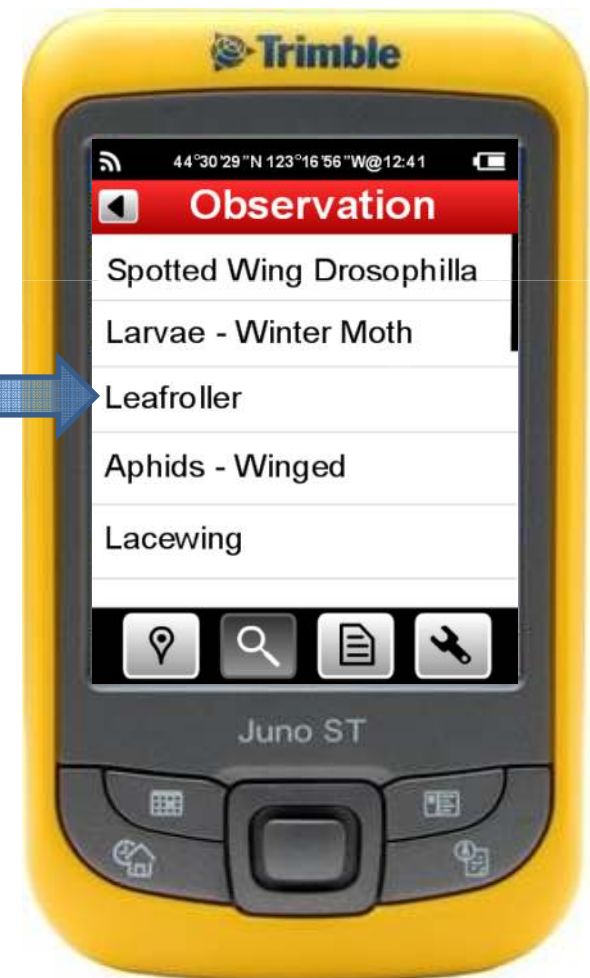 Trimble
44°30'29"N 123°16'56"W@12:41
Observation
Spotted Wing Drosophilla
Larvae - Winter Moth
Leafroller
Aphids - Winged
Lacewing
Juno ST